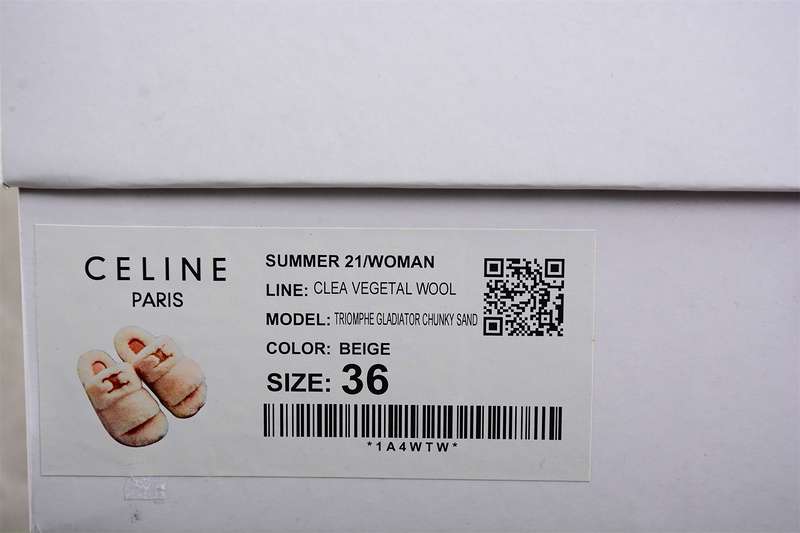 CELINE
PARIS
SUMMER 21/WOMAN
LINE: CLEA VEGETAL WOOL
MODEL: TRIOMPHE GLADIATOR CHUNKY SAND
COLOR: BEIGE
SIZE: 36
*1A4WTW*